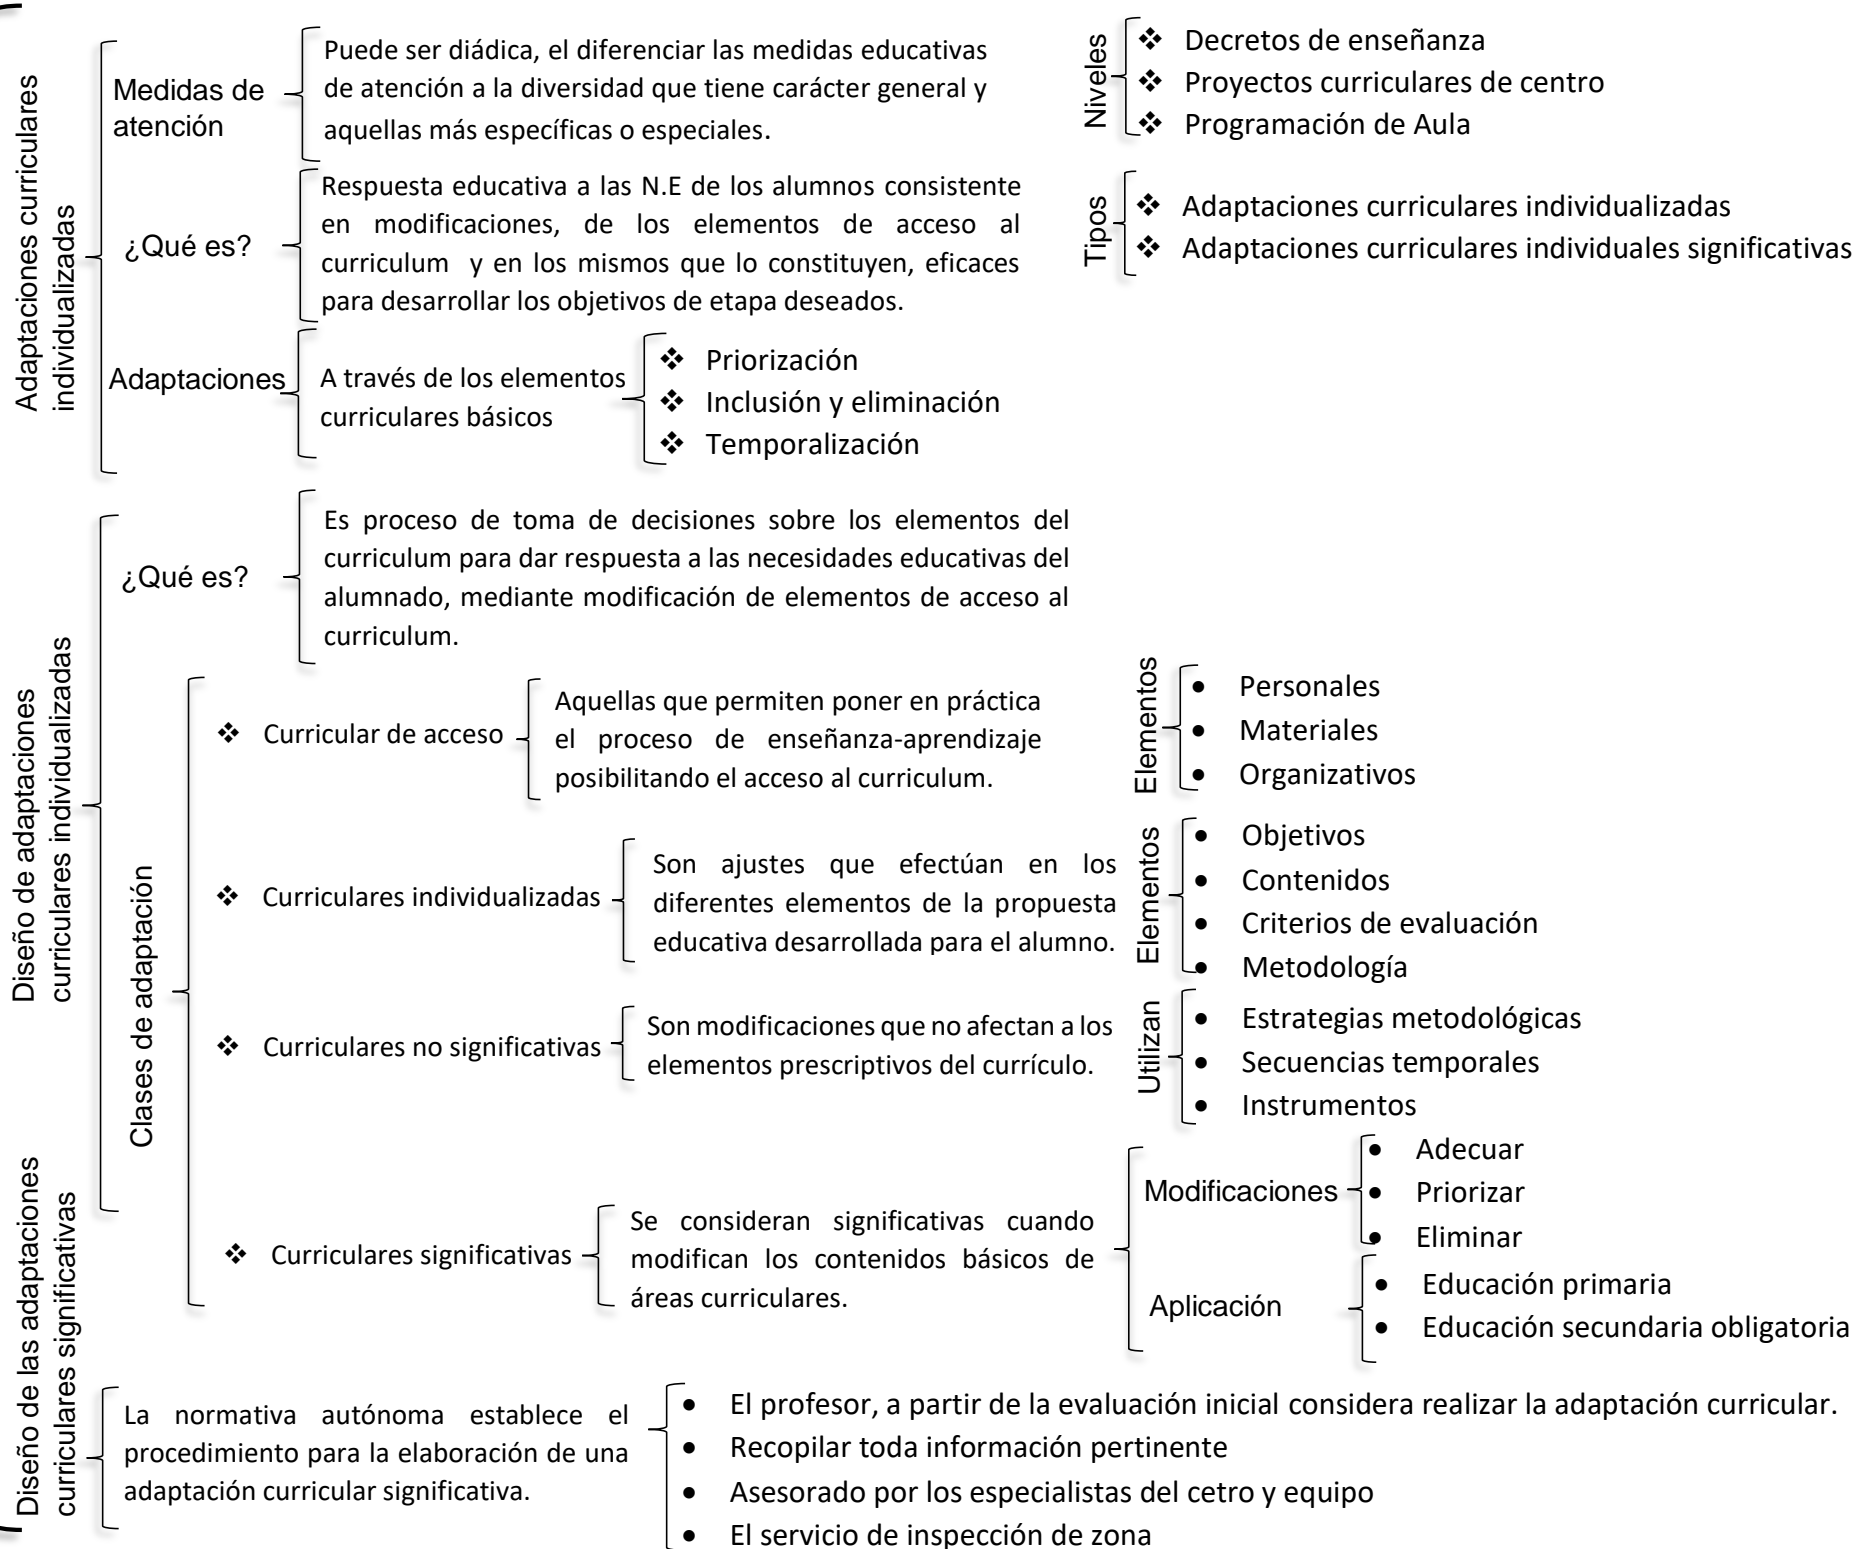 Adaptaciones curriculares
individualizadas
Medidas de
atención
Puede ser diádica, el diferenciar las medidas educativas
de atención a la diversidad que tiene carácter general y
aquellas más específicas o especiales.
Niveles
❖ Decretos de enseñanza
❖ Proyectos curriculares de centro
❖ Programación de Aula
¿Qué es?
Respuesta educativa a las N.E de los alumnos consistente
en modificaciones, de los elementos de acceso al
curriculum y en los mismos que lo constituyen, eficaces
para desarrollar los objetivos de etapa deseados.
Tipos
❖ Adaptaciones curriculares individualizadas
❖ Adaptaciones curriculares individuales significativas
Adaptaciones
A través de los elementos
curriculares básicos
❖ Priorización
❖ Inclusión y eliminación
❖ Temporalización
Diseño de adaptaciones
curriculares individualizadas
¿Qué es?
Es proceso de toma de decisiones sobre los elementos del
curriculum para dar respuesta a las necesidades educativas del
alumnado, mediante modificación de elementos de acceso al
curriculum.
Clases de adaptación
❖ Curricular de acceso
Aquellas que permiten poner en práctica
el proceso de enseñanza-aprendizaje
posibilitando el acceso al curriculum.
Elementos
• Personales
• Materiales
• Organizativos
❖ Curriculares individualizadas
Son ajustes que efectúan en los
diferentes elementos de la propuesta
educativa desarrollada para el alumno.
Elementos
• Objetivos
• Contenidos
• Criterios de evaluación
• Metodología
❖ Curriculares no significativas
Son modificaciones que no afectan a los
elementos prescriptivos del currículo.
Utilizan
• Estrategias metodológicas
• Secuencias temporales
• Instrumentos
❖ Curriculares significativas
Se consideran significativas cuando
modifican los contenidos básicos de
áreas curriculares.
Modificaciones
• Adecuar
• Priorizar
• Eliminar
Aplicación
• Educación primaria
• Educación secundaria obligatoria
Diseño de las adaptaciones
curriculares significativas
La normativa autónoma establece el
procedimiento para la elaboración de una
adaptación curricular significativa.
• El profesor, a partir de la evaluación inicial considera realizar la adaptación curricular.
• Recopilar toda información pertinente
• Asesorado por los especialistas del cetro y equipo
• El servicio de inspección de zona